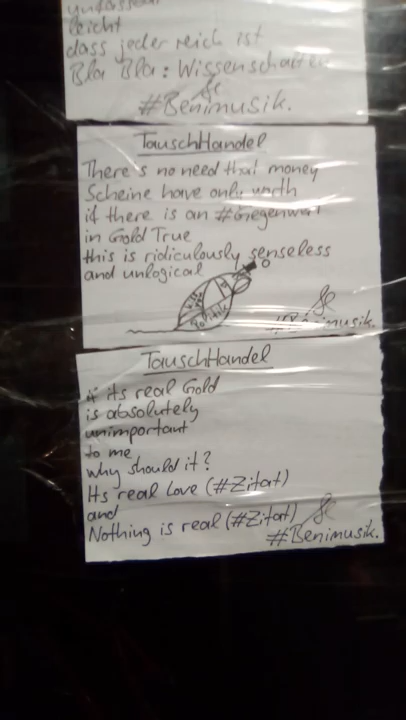 unfassbar
leicht
dass jeder reich ist
Bla Bla: Wissenschaften
#Benimusik.
TauschHandel
There's no need that money
Scheine have only worth
if there is an #Gegenwert
in Gold True
this is ridiculously senseless
and unlogical
#Benimusik.
TauschHandel
if its real Gold
is absolutely
unimportant
to me
why should it?
Its real Love (#Zitat)
and
Nothing is real (#Zitat)
#Benimusik.